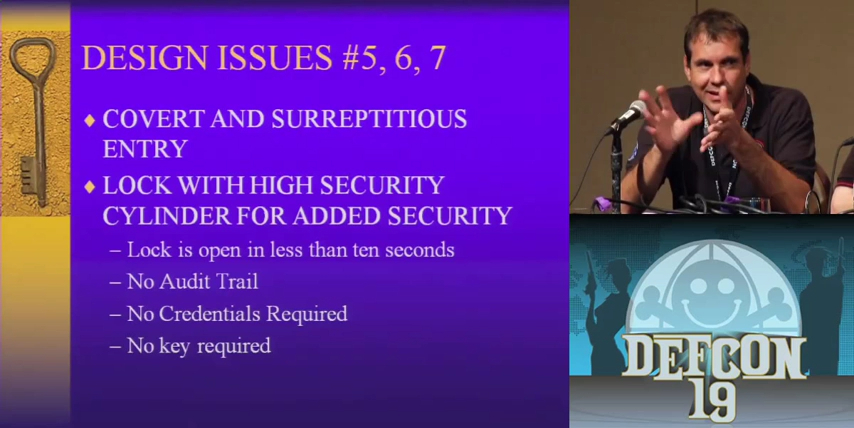 DESIGN ISSUES #5, 6, 7
♦ COVERT AND SURREPTITIOUS
ENTRY
♦ LOCK WITH HIGH SECURITY
CYLINDER FOR ADDED SECURITY
– Lock is open in less than ten seconds
– No Audit Trail
– No Credentials Required
– No key required
DEFCON
19